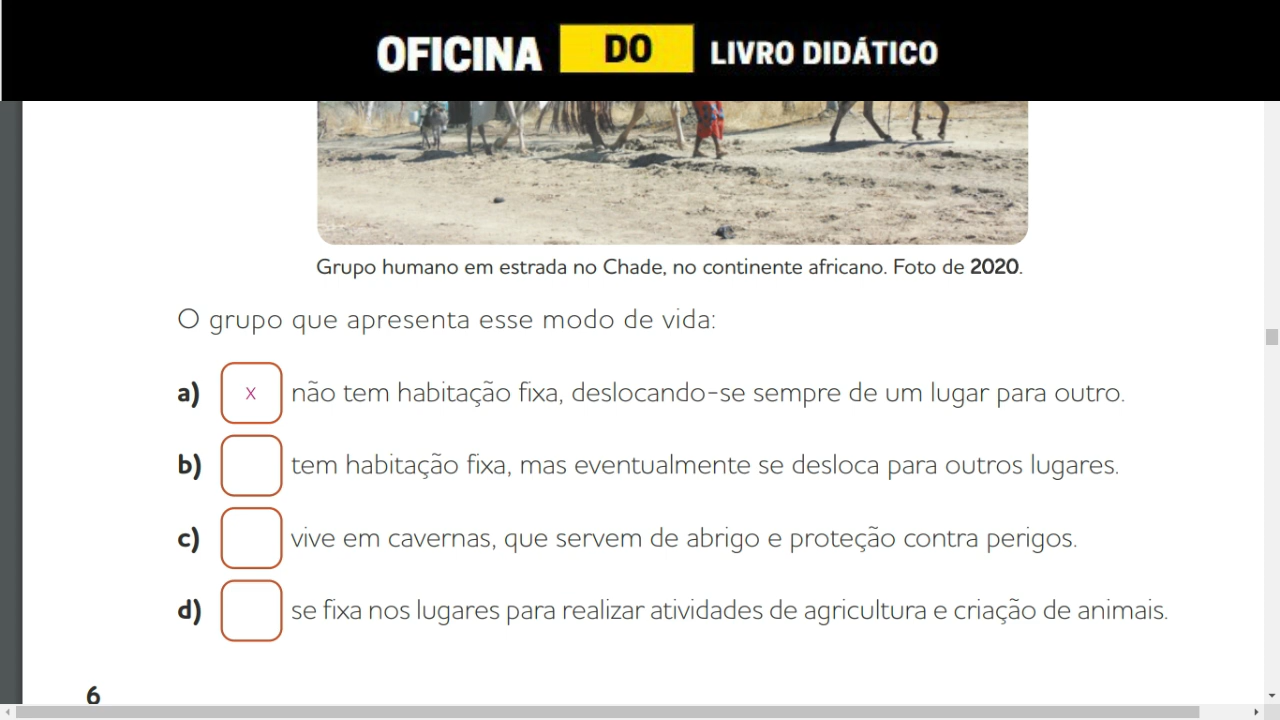 OFICINA DO LIVRO DIDÁTICO
Grupo humano em estrada no Chade, no continente africano. Foto de 2020.
O grupo que apresenta esse modo de vida:
a) x não tem habitação fixa, deslocando-se sempre de um lugar para outro.
b) tem habitação fixa, mas eventualmente se desloca para outros lugares.
c) vive em cavernas, que servem de abrigo e proteção contra perigos.
d) se fixa nos lugares para realizar atividades de agricultura e criação de animais.
6